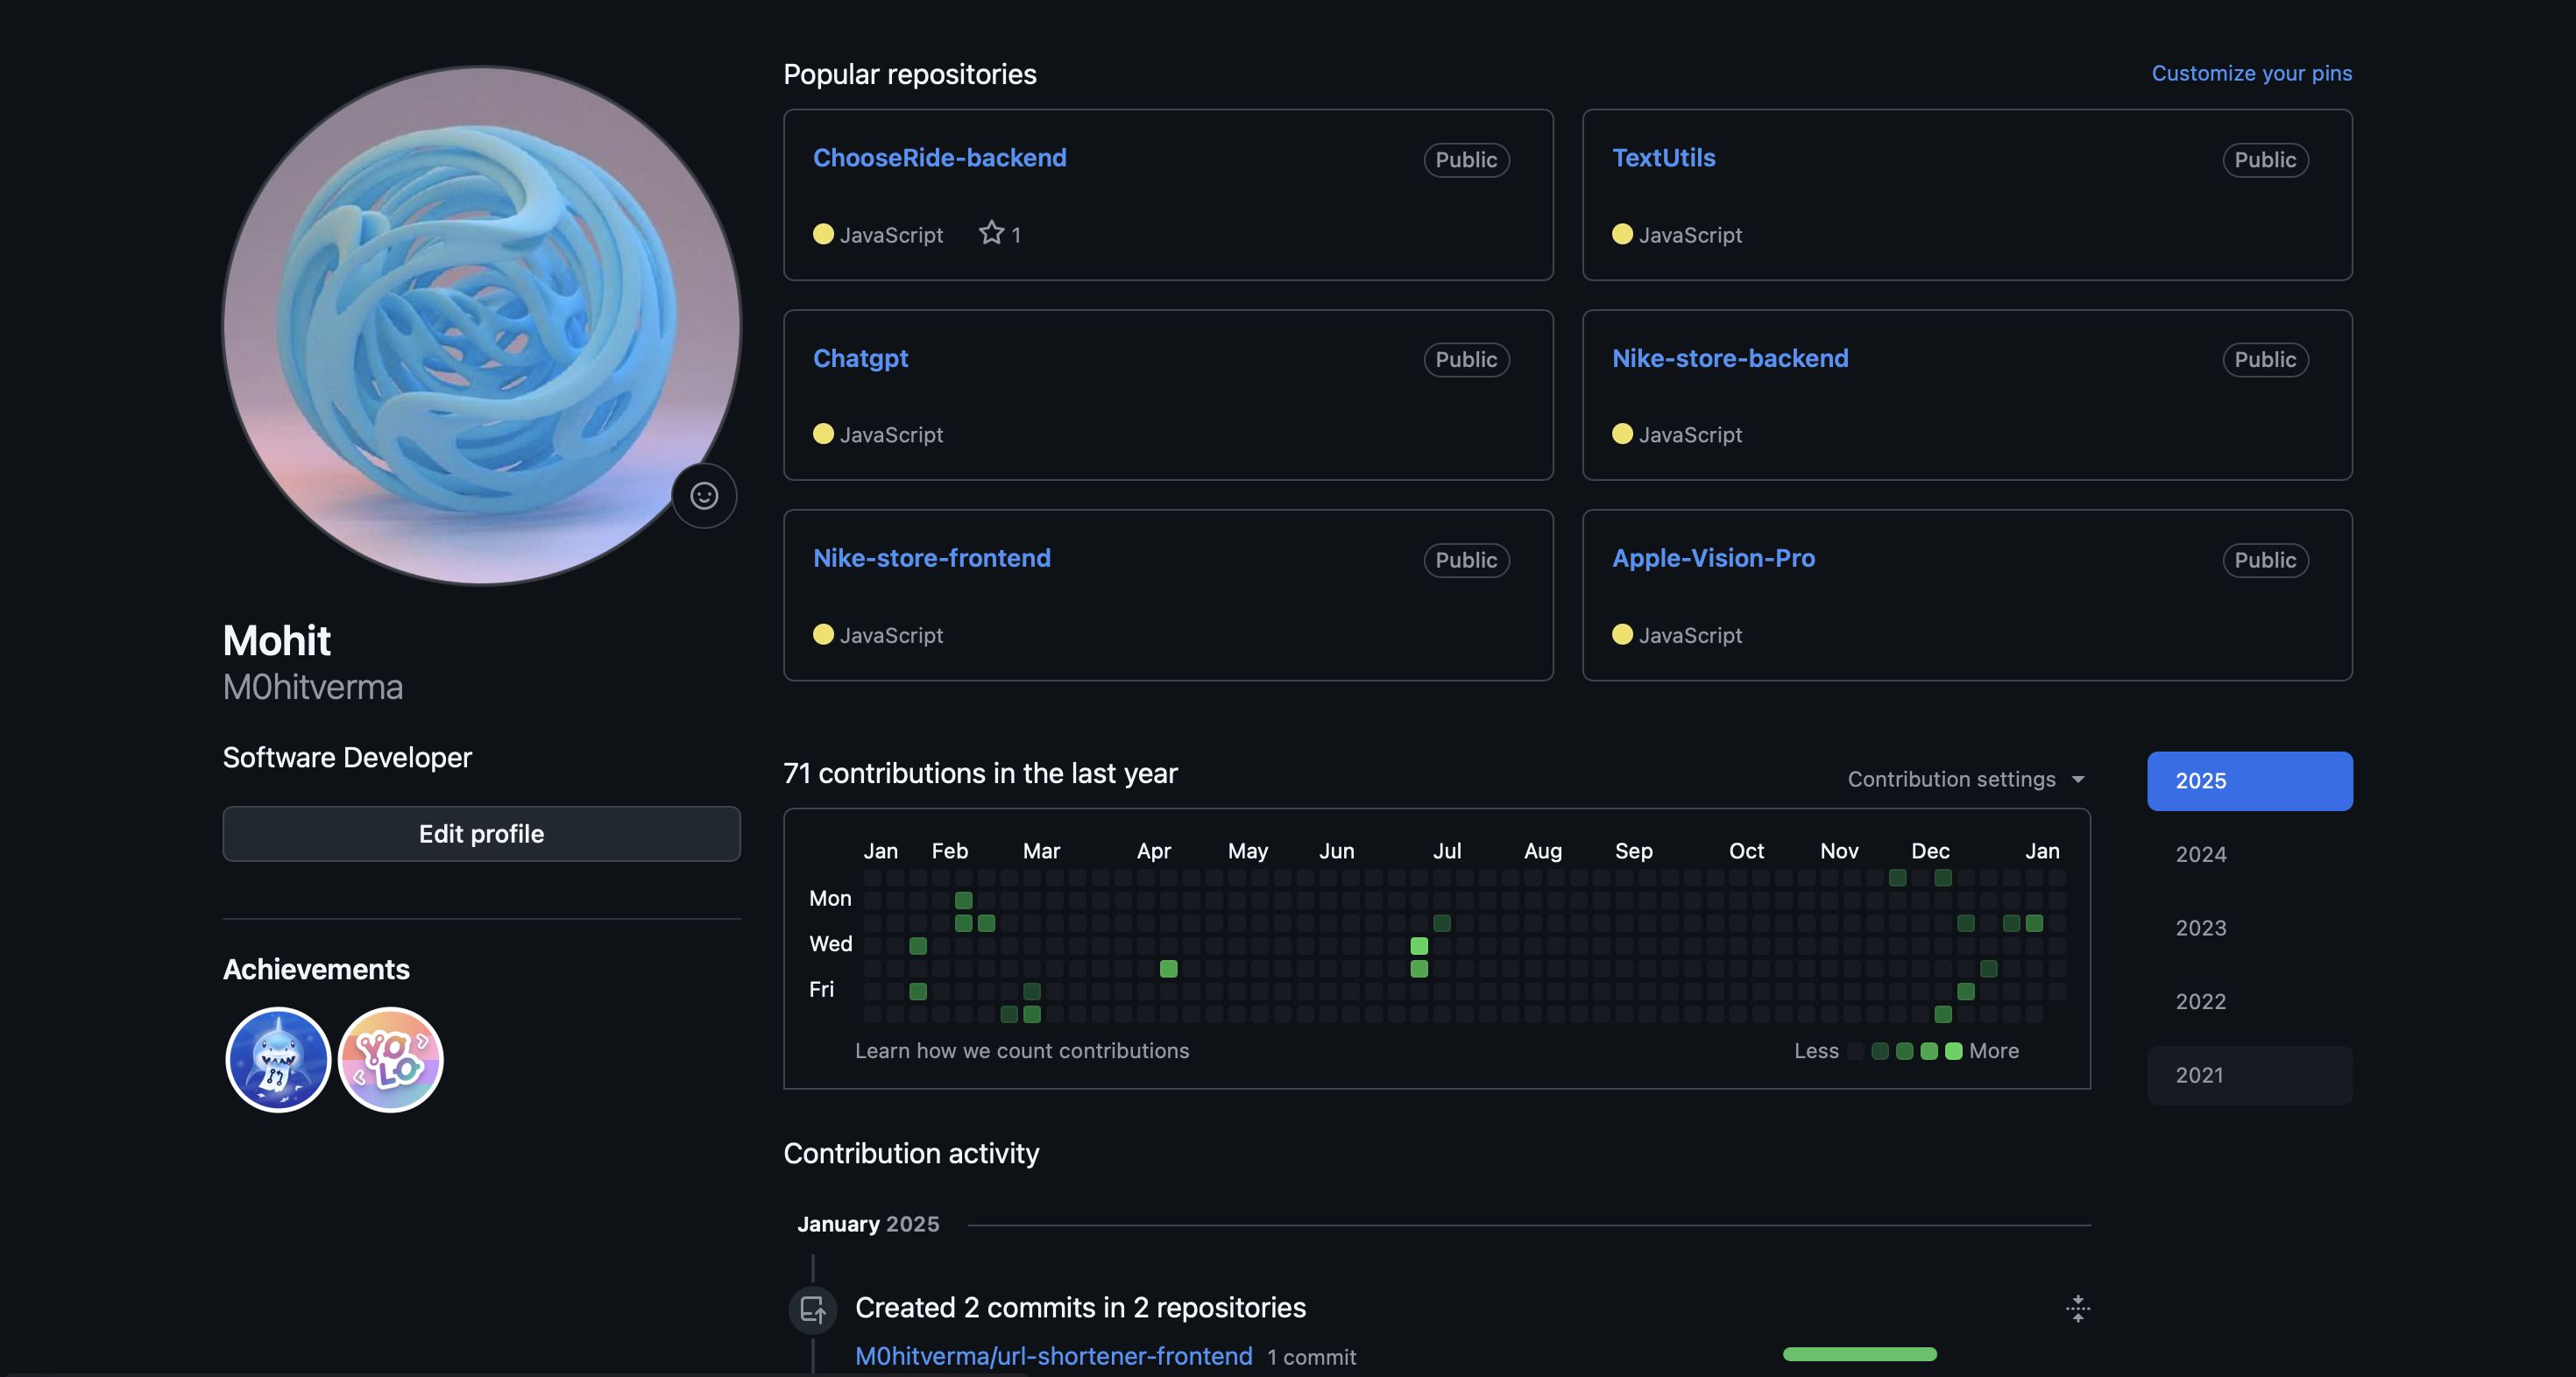 Popular repositories
Customize your pins
ChooseRide-backend
Public
JavaScript
1
TextUtils
Public
JavaScript
Chatgpt
Public
JavaScript
Nike-store-backend
Public
JavaScript
Nike-store-frontend
Public
JavaScript
Apple-Vision-Pro
Public
JavaScript
Mohit
M0hitverma
Software Developer
Edit profile
Achievements
YOLO
71 contributions in the last year
Contribution settings
Jan Feb Mar Apr May Jun Jul Aug Sep Oct Nov Dec Jan
Mon
Wed
Fri
Learn how we count contributions
Less More
2025
2024
2023
2022
2021
Contribution activity
January 2025
Created 2 commits in 2 repositories
M0hitverma/url-shortener-frontend 1 commit